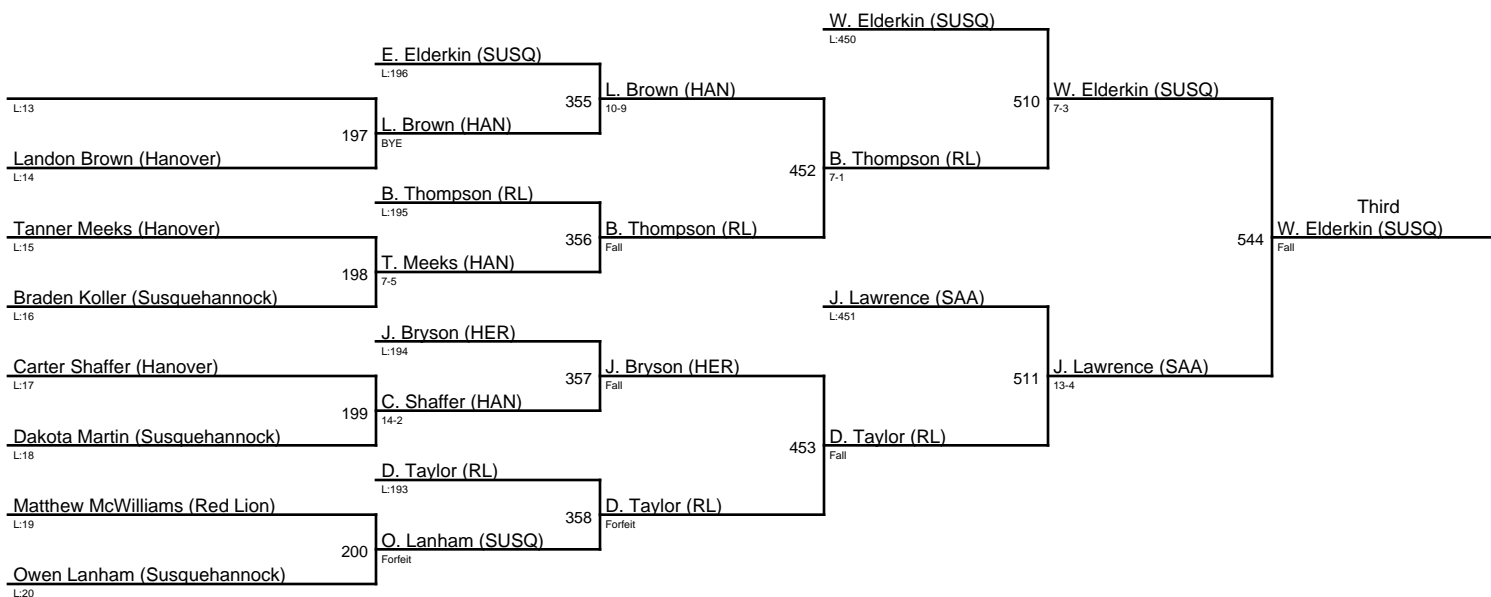 W. Elderkin (SUSQ)
L:450
E. Elderkin (SUSQ)
L:196
355
L. Brown (HAN)
10-9
510
W. Elderkin (SUSQ)
7-3
L:13
197
L. Brown (HAN)
BYE
Landon Brown (Hanover)
L:14
452
B. Thompson (RL)
7-1
B. Thompson (RL)
L:195
Tanner Meeks (Hanover)
L:15
356
B. Thompson (RL)
Fall
544
Third
W. Elderkin (SUSQ)
Fall
198
T. Meeks (HAN)
7-5
Braden Koller (Susquehannock)
L:16
J. Lawrence (SAA)
L:451
J. Bryson (HER)
L:194
Carter Shaffer (Hanover)
L:17
357
J. Bryson (HER)
Fall
511
J. Lawrence (SAA)
13-4
199
C. Shaffer (HAN)
14-2
Dakota Martin (Susquehannock)
L:18
453
D. Taylor (RL)
Fall
D. Taylor (RL)
L:193
Matthew McWilliams (Red Lion)
L:19
358
D. Taylor (RL)
Forfeit
200
O. Lanham (SUSQ)
Forfeit
Owen Lanham (Susquehannock)
L:20